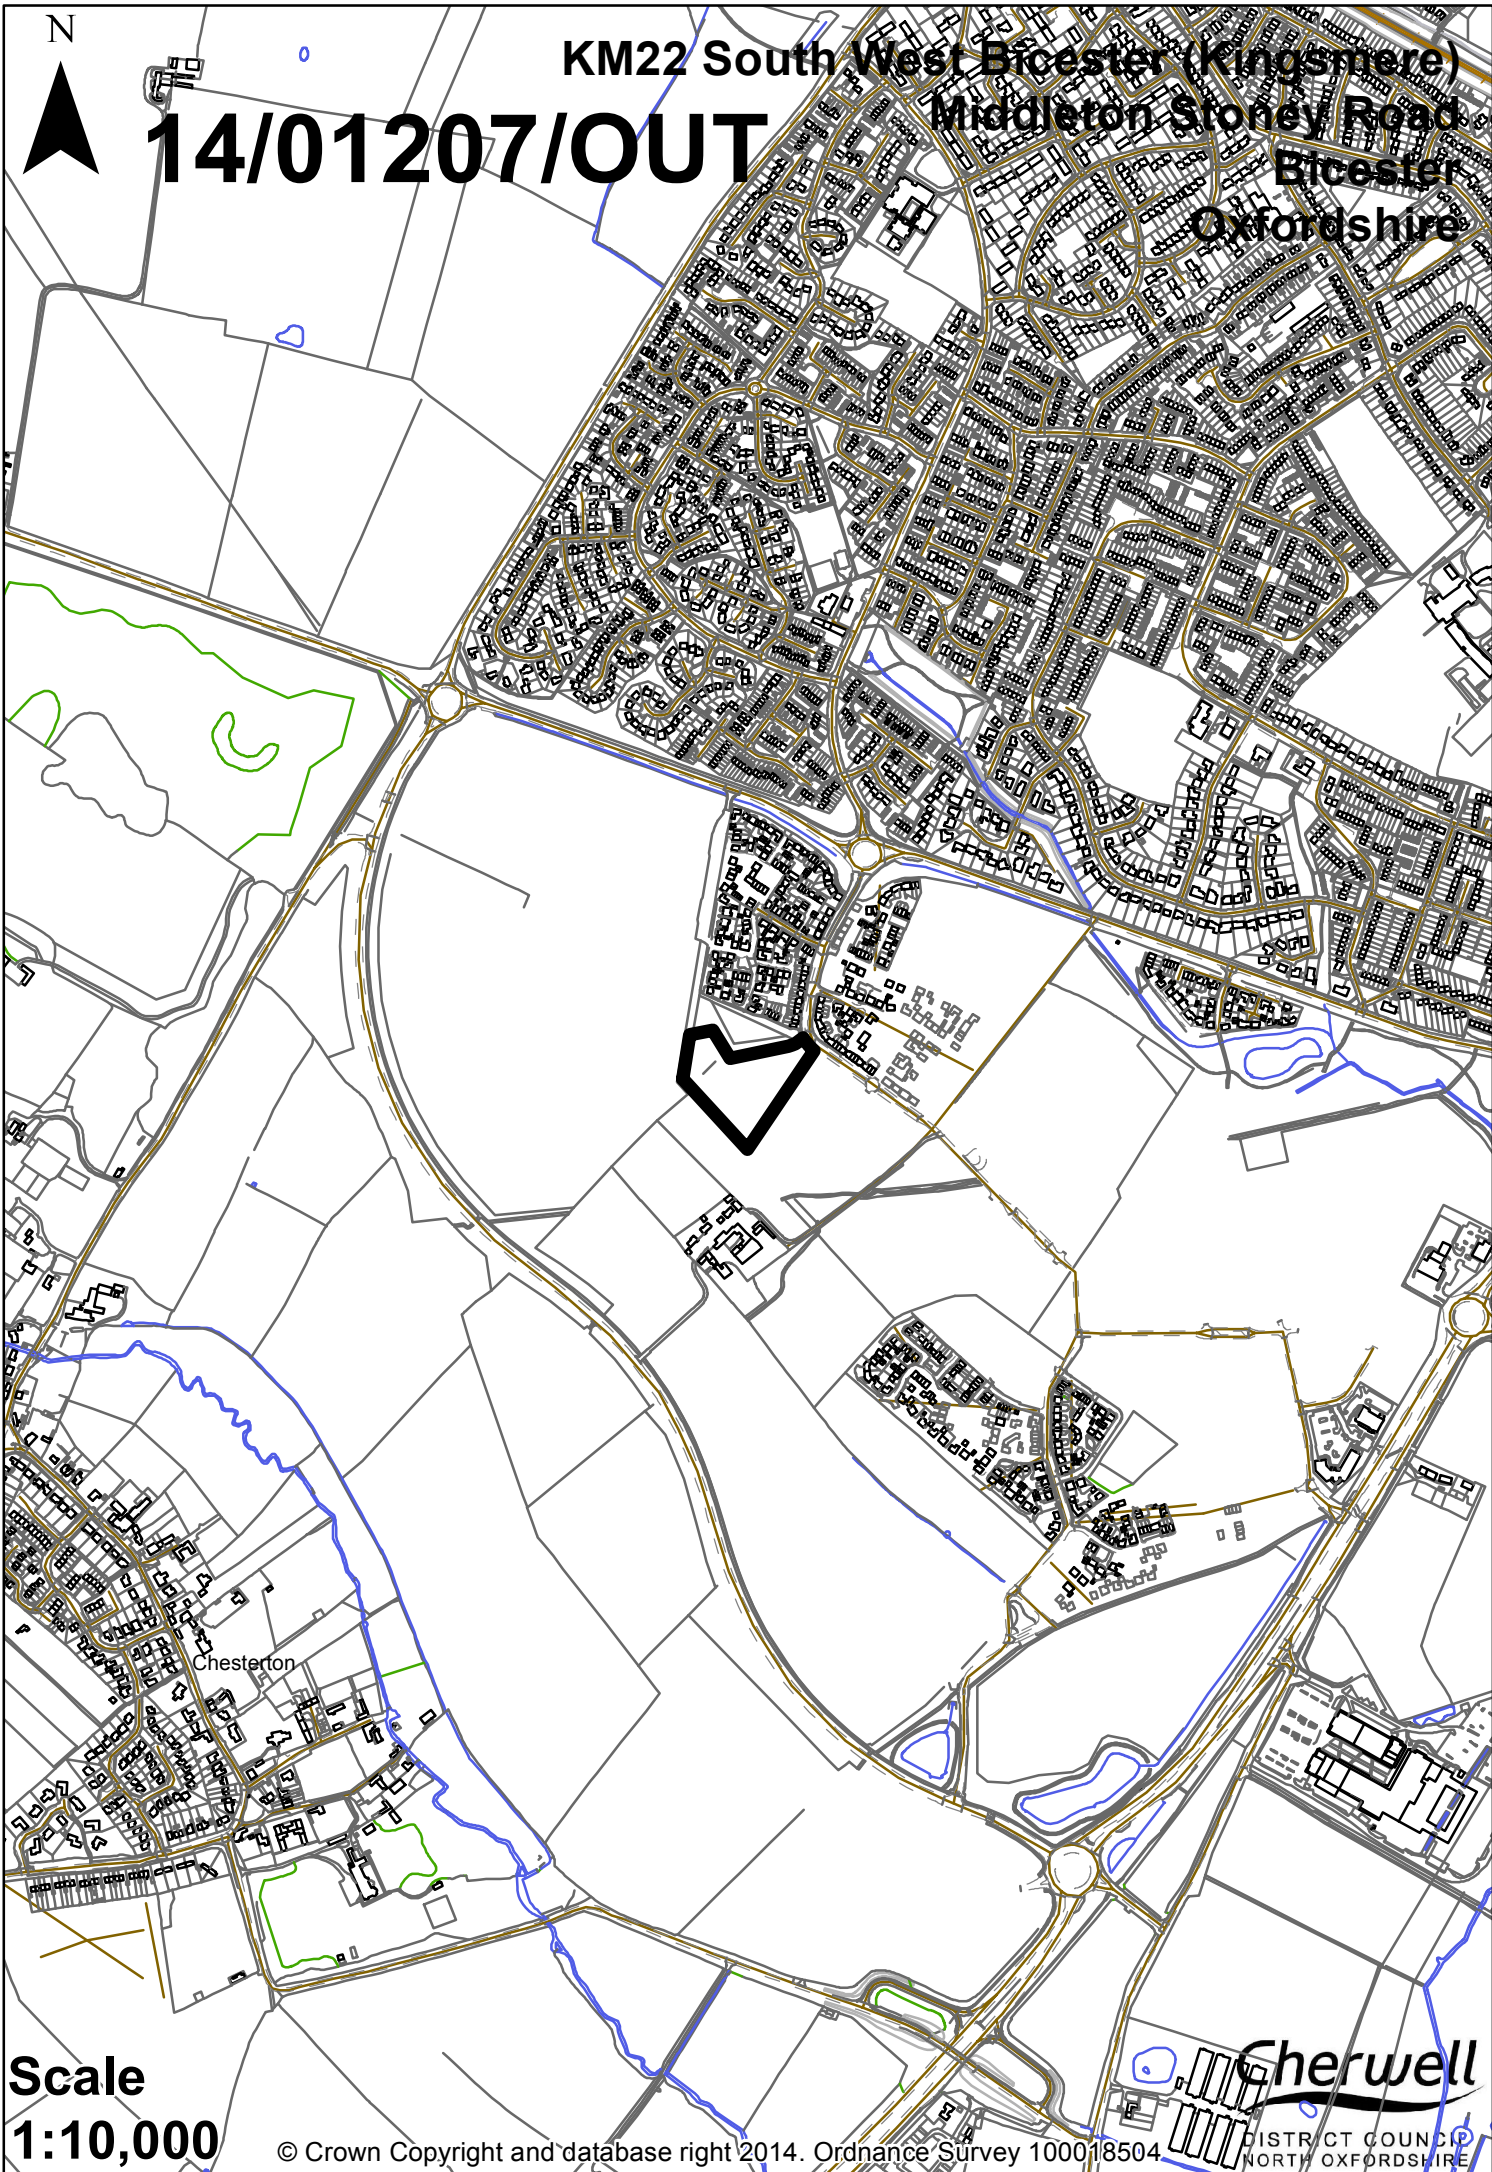 N
KM22 South West Bicester (Kingsmere)
14/01207/OUT
Middleton Stoney Road
Bicester
Oxfordshire
Chesterton
Scale
1:10,000
© Crown Copyright and database right 2014. Ordnance Survey 100018504
Cherwell
DISTRICT COUNCIL
NORTH OXFORDSHIRE